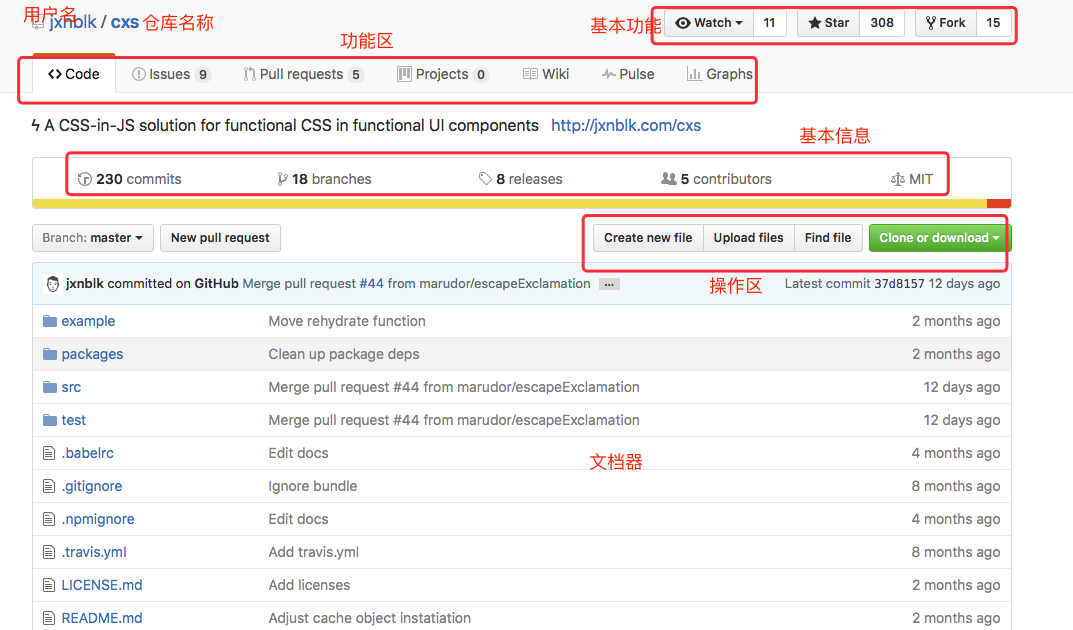 用户名
jxnblk / cxs 仓库名称
基本功能 Watch 11 Star 308 Fork 15
功能区
Code Issues 9 Pull requests 5 Projects 0 Wiki Pulse Graphs
ϟ A CSS-in-JS solution for functional CSS in functional UI components http://jxnblk.com/cxs
基本信息
230 commits 18 branches 8 releases 5 contributors MIT
Branch: master New pull request Create new file Upload files Find file Clone or download
jxnblk committed on GitHub Merge pull request #44 from marudor/escapeExclamation … Latest commit 37d8157 12 days ago
操作区
example Move rehydrate function 2 months ago
packages Clean up package deps 2 months ago
src Merge pull request #44 from marudor/escapeExclamation 12 days ago
test Merge pull request #44 from marudor/escapeExclamation 12 days ago
.babelrc Edit docs 4 months ago
文档器
.gitignore Ignore bundle 8 months ago
.npmignore Edit docs 4 months ago
.travis.yml Add travis.yml 8 months ago
LICENSE.md Add licenses 2 months ago
README.md Adjust cache object instatiation 2 months ago